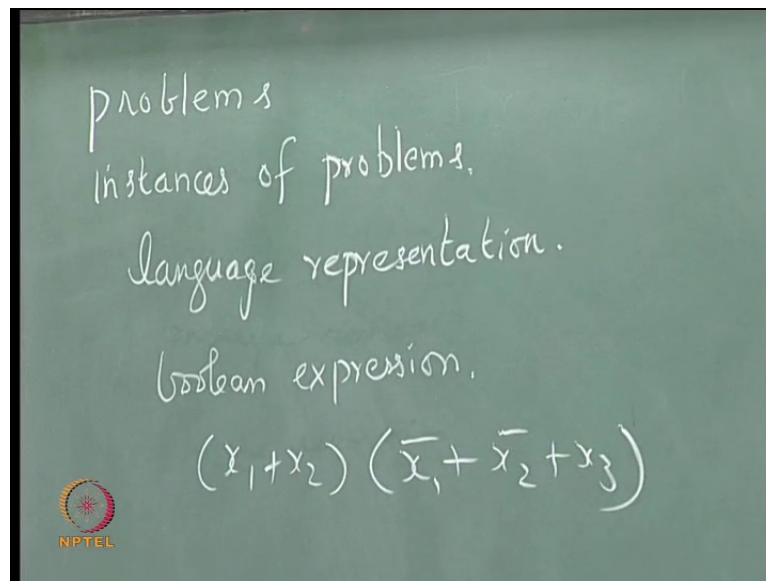 problems
instances of problems.
language representation.
boolean expression.
(x₁+x₂) (x̄₁+x̄₂+x₃)
NPTEL